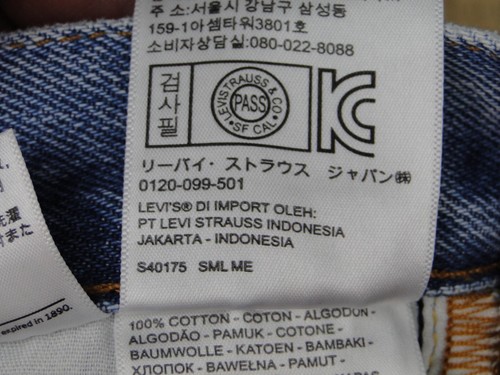 주 소:서울시 강남구 삼성동
159-1아셈타워3801호
소비자상담실:080-022-8088
검사필
LEVI STRAUSS & CO
PASS
SF CAL
リーバイ・ストラウス ジャパン㈱
0120-099-501
LEVI'S® DI IMPORT OLEH:
PT LEVI STRAUSS INDONESIA
JAKARTA - INDONESIA
S40175 SML ME
洗濯
また
expired in 1890.
100% COTTON - COTON - ALGODON -
ALGODÃO - PAMUK - COTONE -
BAUMWOLLE - KATOEN - BAMBAKI -
ХЛОПОК - BAWEŁNA - PAMUT -